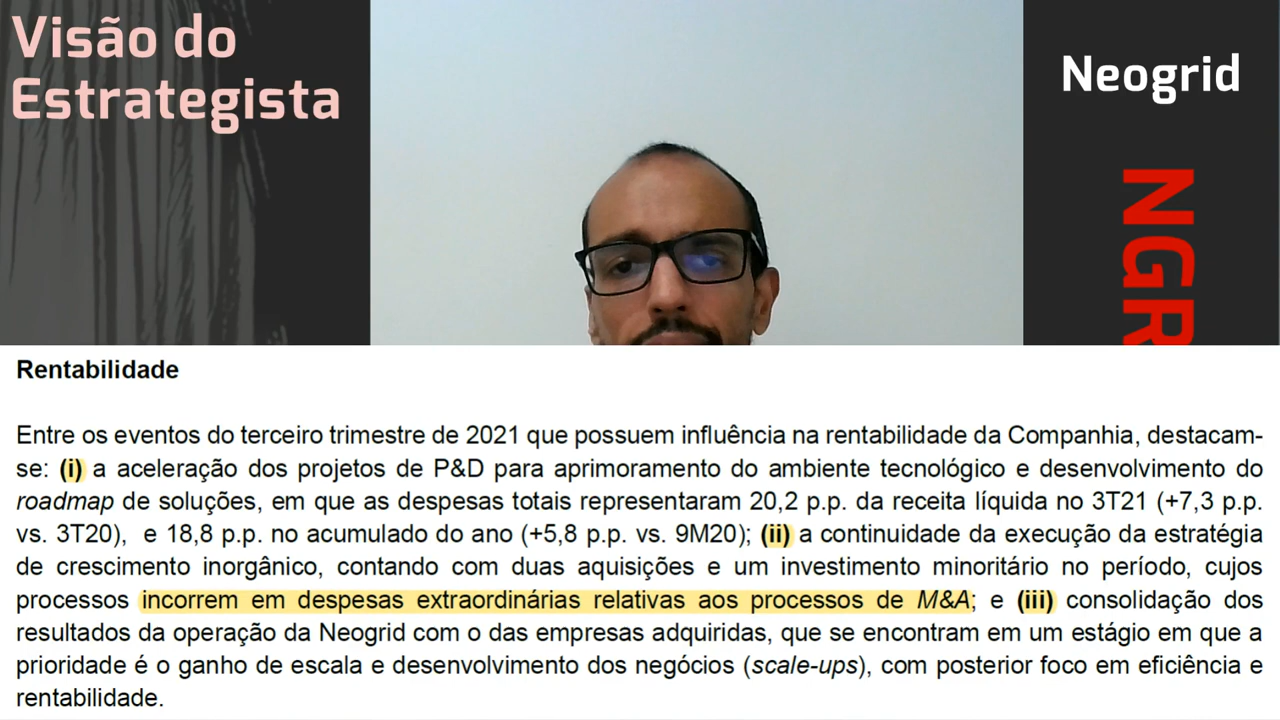 Visão do
Estrategista
Neogrid
NGR
Rentabilidade
Entre os eventos do terceiro trimestre de 2021 que possuem influência na rentabilidade da Companhia, destacam-
se: (i) a aceleração dos projetos de P&D para aprimoramento do ambiente tecnológico e desenvolvimento do
roadmap de soluções, em que as despesas totais representaram 20,2 p.p. da receita líquida no 3T21 (+7,3 p.p.
vs. 3T20), e 18,8 p.p. no acumulado do ano (+5,8 p.p. vs. 9M20); (ii) a continuidade da execução da estratégia
de crescimento inorgânico, contando com duas aquisições e um investimento minoritário no período, cujos
processos incorrem em despesas extraordinárias relativas aos processos de M&A; e (iii) consolidação dos
resultados da operação da Neogrid com o das empresas adquiridas, que se encontram em um estágio em que a
prioridade é o ganho de escala e desenvolvimento dos negócios (scale-ups), com posterior foco em eficiência e
rentabilidade.